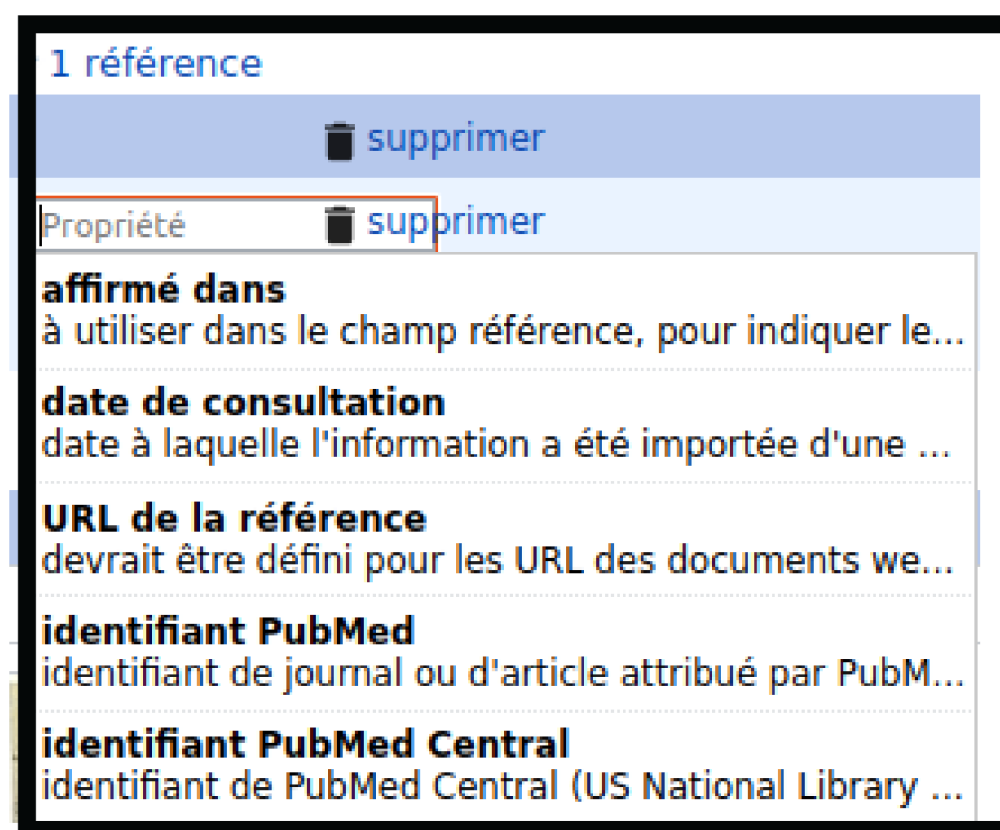 1 référence
supprimer
Propriété supprimer
affirmé dans
à utiliser dans le champ référence, pour indiquer le...
date de consultation
date à laquelle l'information a été importée d'une ...
URL de la référence
devrait être défini pour les URL des documents we...
identifiant PubMed
identifiant de journal ou d'article attribué par PubM...
identifiant PubMed Central
identifiant de PubMed Central (US National Library ...